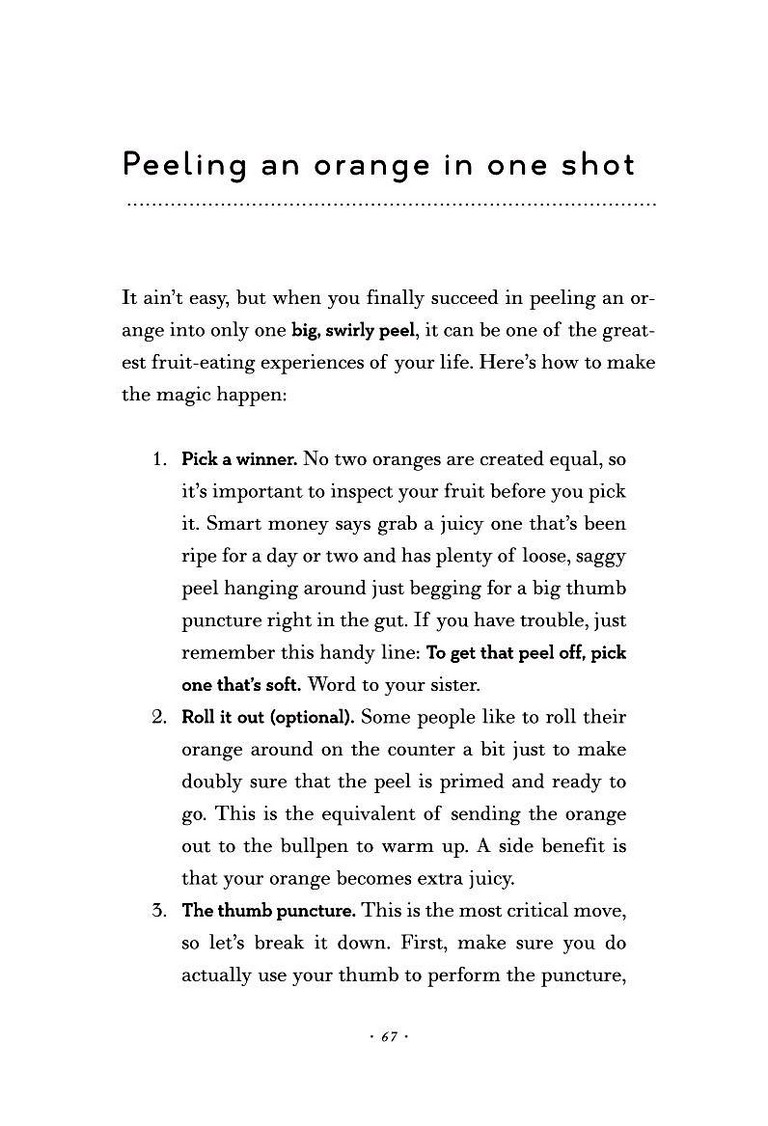 Peeling an orange in one shot
It ain't easy, but when you finally succeed in peeling an or-
ange into only one big, swirly peel, it can be one of the great-
est fruit-eating experiences of your life. Here's how to make
the magic happen:
1. Pick a winner. No two oranges are created equal, so
it's important to inspect your fruit before you pick
it. Smart money says grab a juicy one that's been
ripe for a day or two and has plenty of loose, saggy
peel hanging around just begging for a big thumb
puncture right in the gut. If you have trouble, just
remember this handy line: To get that peel off, pick
one that's soft. Word to your sister.
2. Roll it out (optional). Some people like to roll their
orange around on the counter a bit just to make
doubly sure that the peel is primed and ready to
go. This is the equivalent of sending the orange
out to the bullpen to warm up. A side benefit is
that your orange becomes extra juicy.
3. The thumb puncture. This is the most critical move,
so let's break it down. First, make sure you do
actually use your thumb to perform the puncture,
· 67 ·